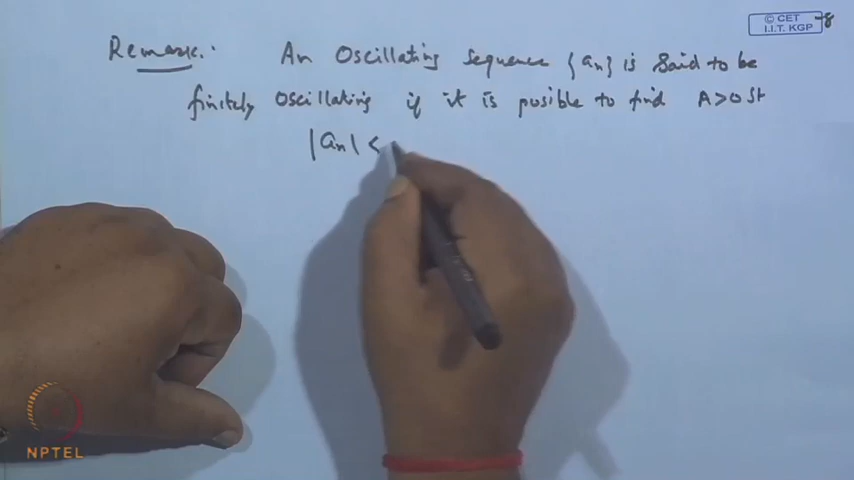 © CET
I.I.T. KGP
Remark:
An Oscillating Sequence {an} is Said to be
finitely Oscillating if it is posible to find A>0 st
|an| <
NPTEL